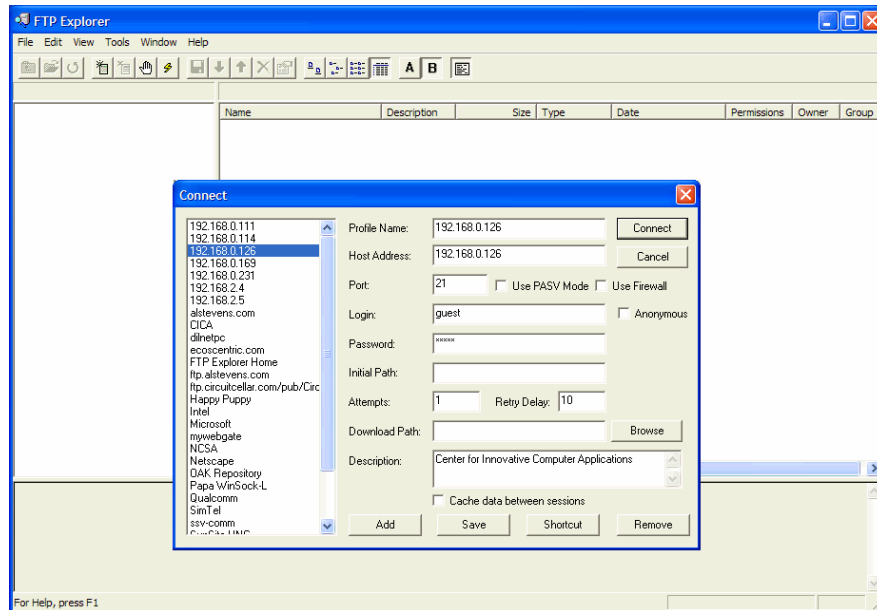 FTP Explorer
File Edit View Tools Window Help
A B
Name Description Size Type Date Permissions Owner Group
Connect
192.168.0.111
192.168.0.114
192.168.0.126
192.168.0.169
192.168.0.231
192.168.2.4
192.168.2.5
alstevens.com
CICA
dilnetpc
ecoscentric.com
FTP Explorer Home
ftp.alstevens.com
ftp.circuitcellar.com/pub/Circ
Happy Puppy
Intel
Microsoft
mywebgate
NCSA
Netscape
OAK Repository
Papa WinSock-L
Qualcomm
SimTel
ssv-comm
Profile Name: 192.168.0.126 Connect
Host Address: 192.168.0.126 Cancel
Port: 21 Use PASV Mode Use Firewall
Login: guest Anonymous
Password: *****
Initial Path:
Attempts: 1 Retry Delay: 10
Download Path: Browse
Description: Center for Innovative Computer Applications
Cache data between sessions
Add Save Shortcut Remove
For Help, press F1